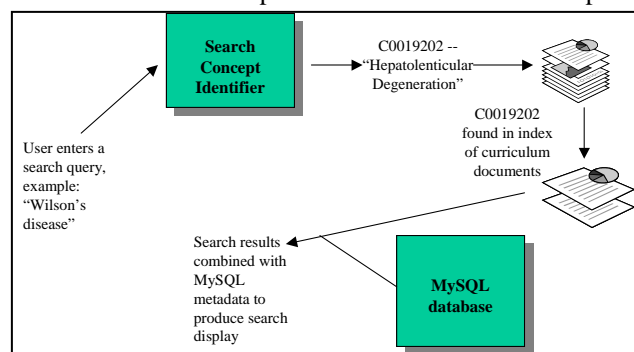 User enters a
search query,
example:
“Wilson’s
disease”
Search
Concept
Identifier
C0019202 --
“Hepatolenticular
Degeneration”
C0019202
found in index
of curriculum
documents
Search results
combined with
MySQL
metadata to
produce search
display
MySQL
database